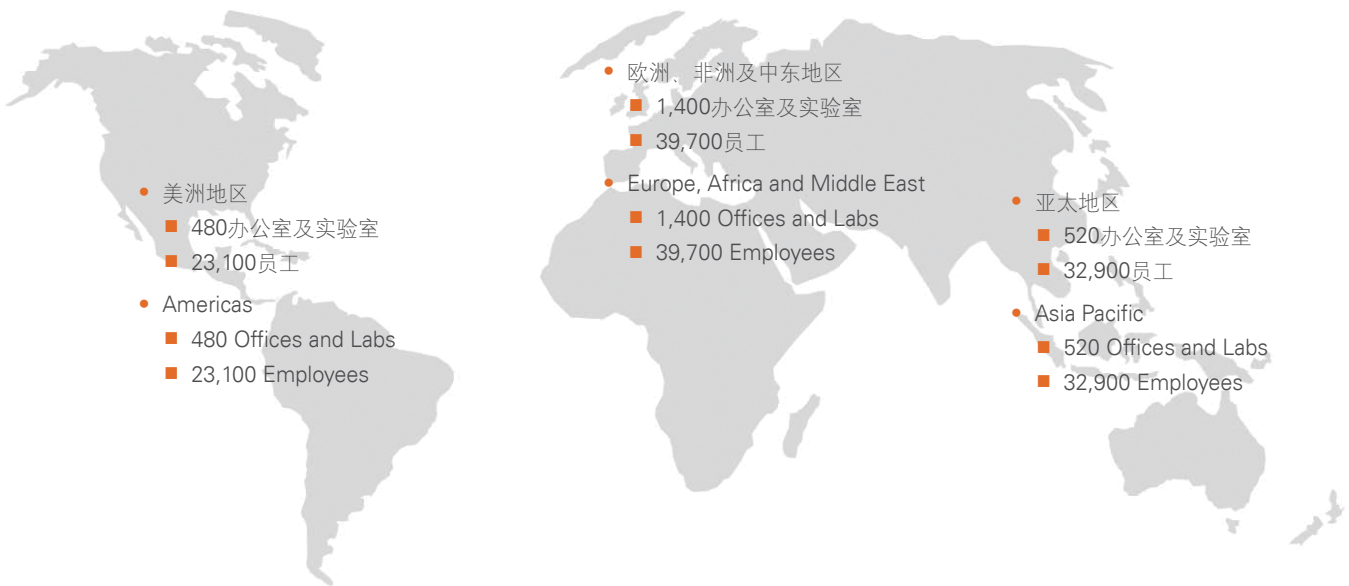 美洲地区
480办公室及实验室
23,100员工
Americas
480 Offices and Labs
23,100 Employees
欧洲、非洲及中东地区
1,400办公室及实验室
39,700员工
Europe, Africa and Middle East
1,400 Offices and Labs
39,700 Employees
亚太地区
520办公室及实验室
32,900员工
Asia Pacific
520 Offices and Labs
32,900 Employees